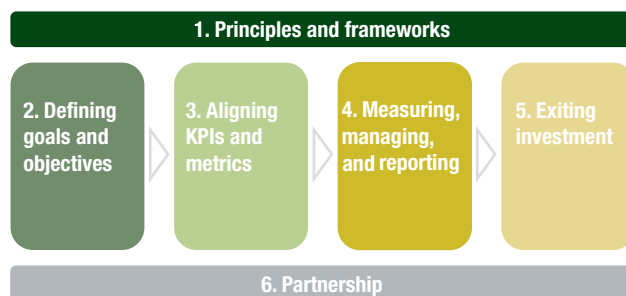 1. Principles and frameworks
2. Defining
goals and
objectives
3. Aligning
KPIs and
metrics
4. Measuring,
managing,
and reporting
5. Exiting
investment
6. Partnership